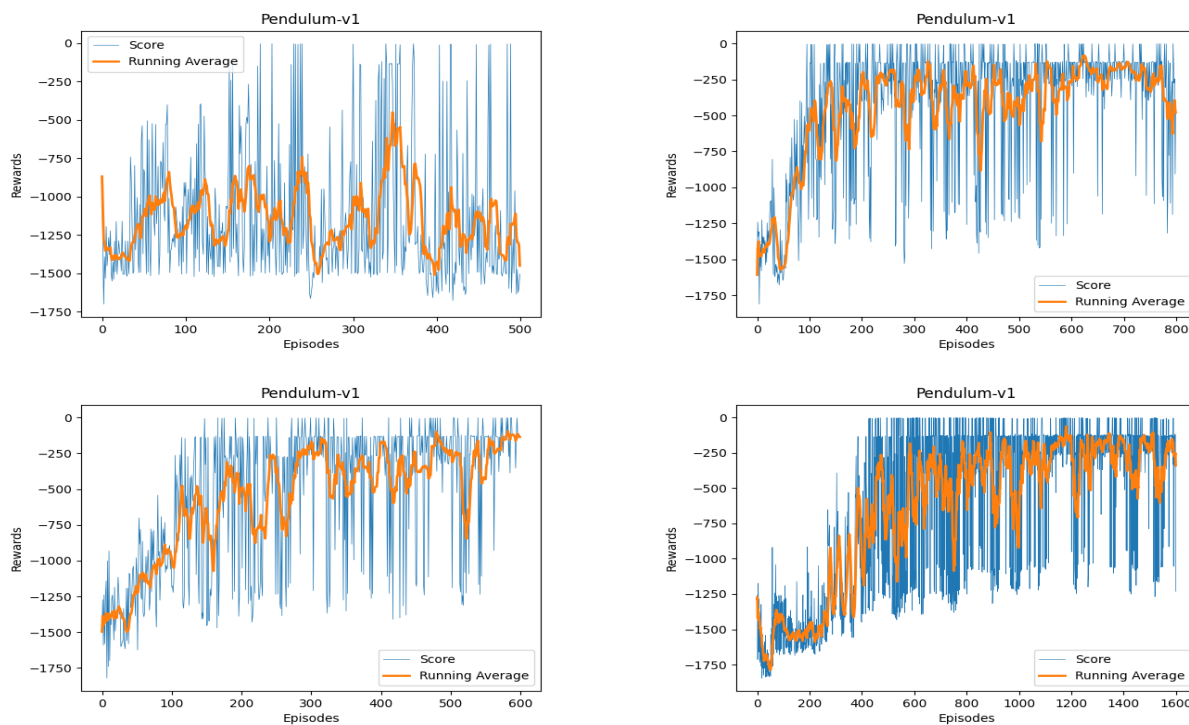 Pendulum-v1
0
−250
−500
−750
−1000
−1250
−1500
−1750
Rewards
Score
Running Average
0 100 200 300 400 500
Episodes
Pendulum-v1
0
−250
−500
−750
−1000
−1250
−1500
−1750
Rewards
Score
Running Average
0 100 200 300 400 500 600 700 800
Episodes
Pendulum-v1
0
−250
−500
−750
−1000
−1250
−1500
−1750
Rewards
Score
Running Average
0 100 200 300 400 500 600
Episodes
Pendulum-v1
0
−250
−500
−750
−1000
−1250
−1500
−1750
Rewards
Score
Running Average
0 200 400 600 800 1000 1200 1400 1600
Episodes